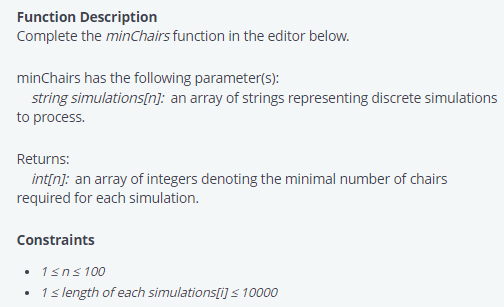 Function Description
Complete the minChairs function in the editor below.
minChairs has the following parameter(s):
string simulations[n]: an array of strings representing discrete simulations
to process.
Returns:
int[n]: an array of integers denoting the minimal number of chairs
required for each simulation.
Constraints
• 1 ≤ n ≤ 100
• 1 ≤ length of each simulations[i] ≤ 10000